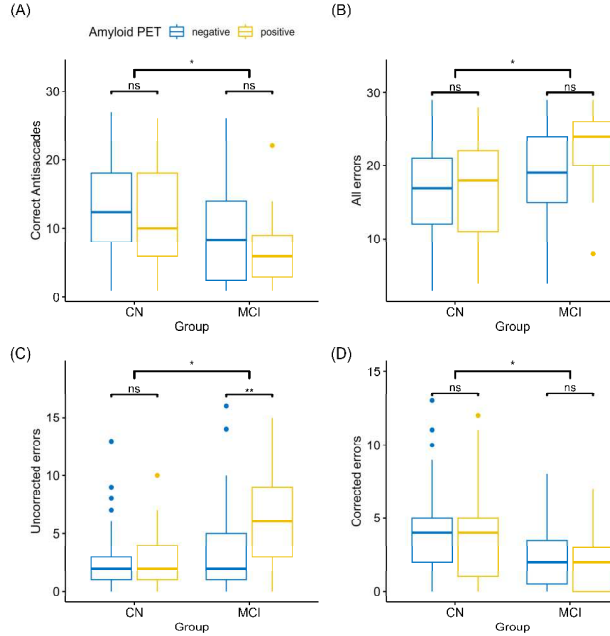 (A)
(B)
Amyloid PET negative positive
*
ns ns
30
20
10
0
Correct Antisaccades
CN MCI
Group
*
ns ns
30
20
10
All errors
CN MCI
Group
(C)
(D)
*
ns **
15
10
5
0
Uncorrected errors
CN MCI
Group
*
ns ns
15
10
5
0
Corrected errors
CN MCI
Group